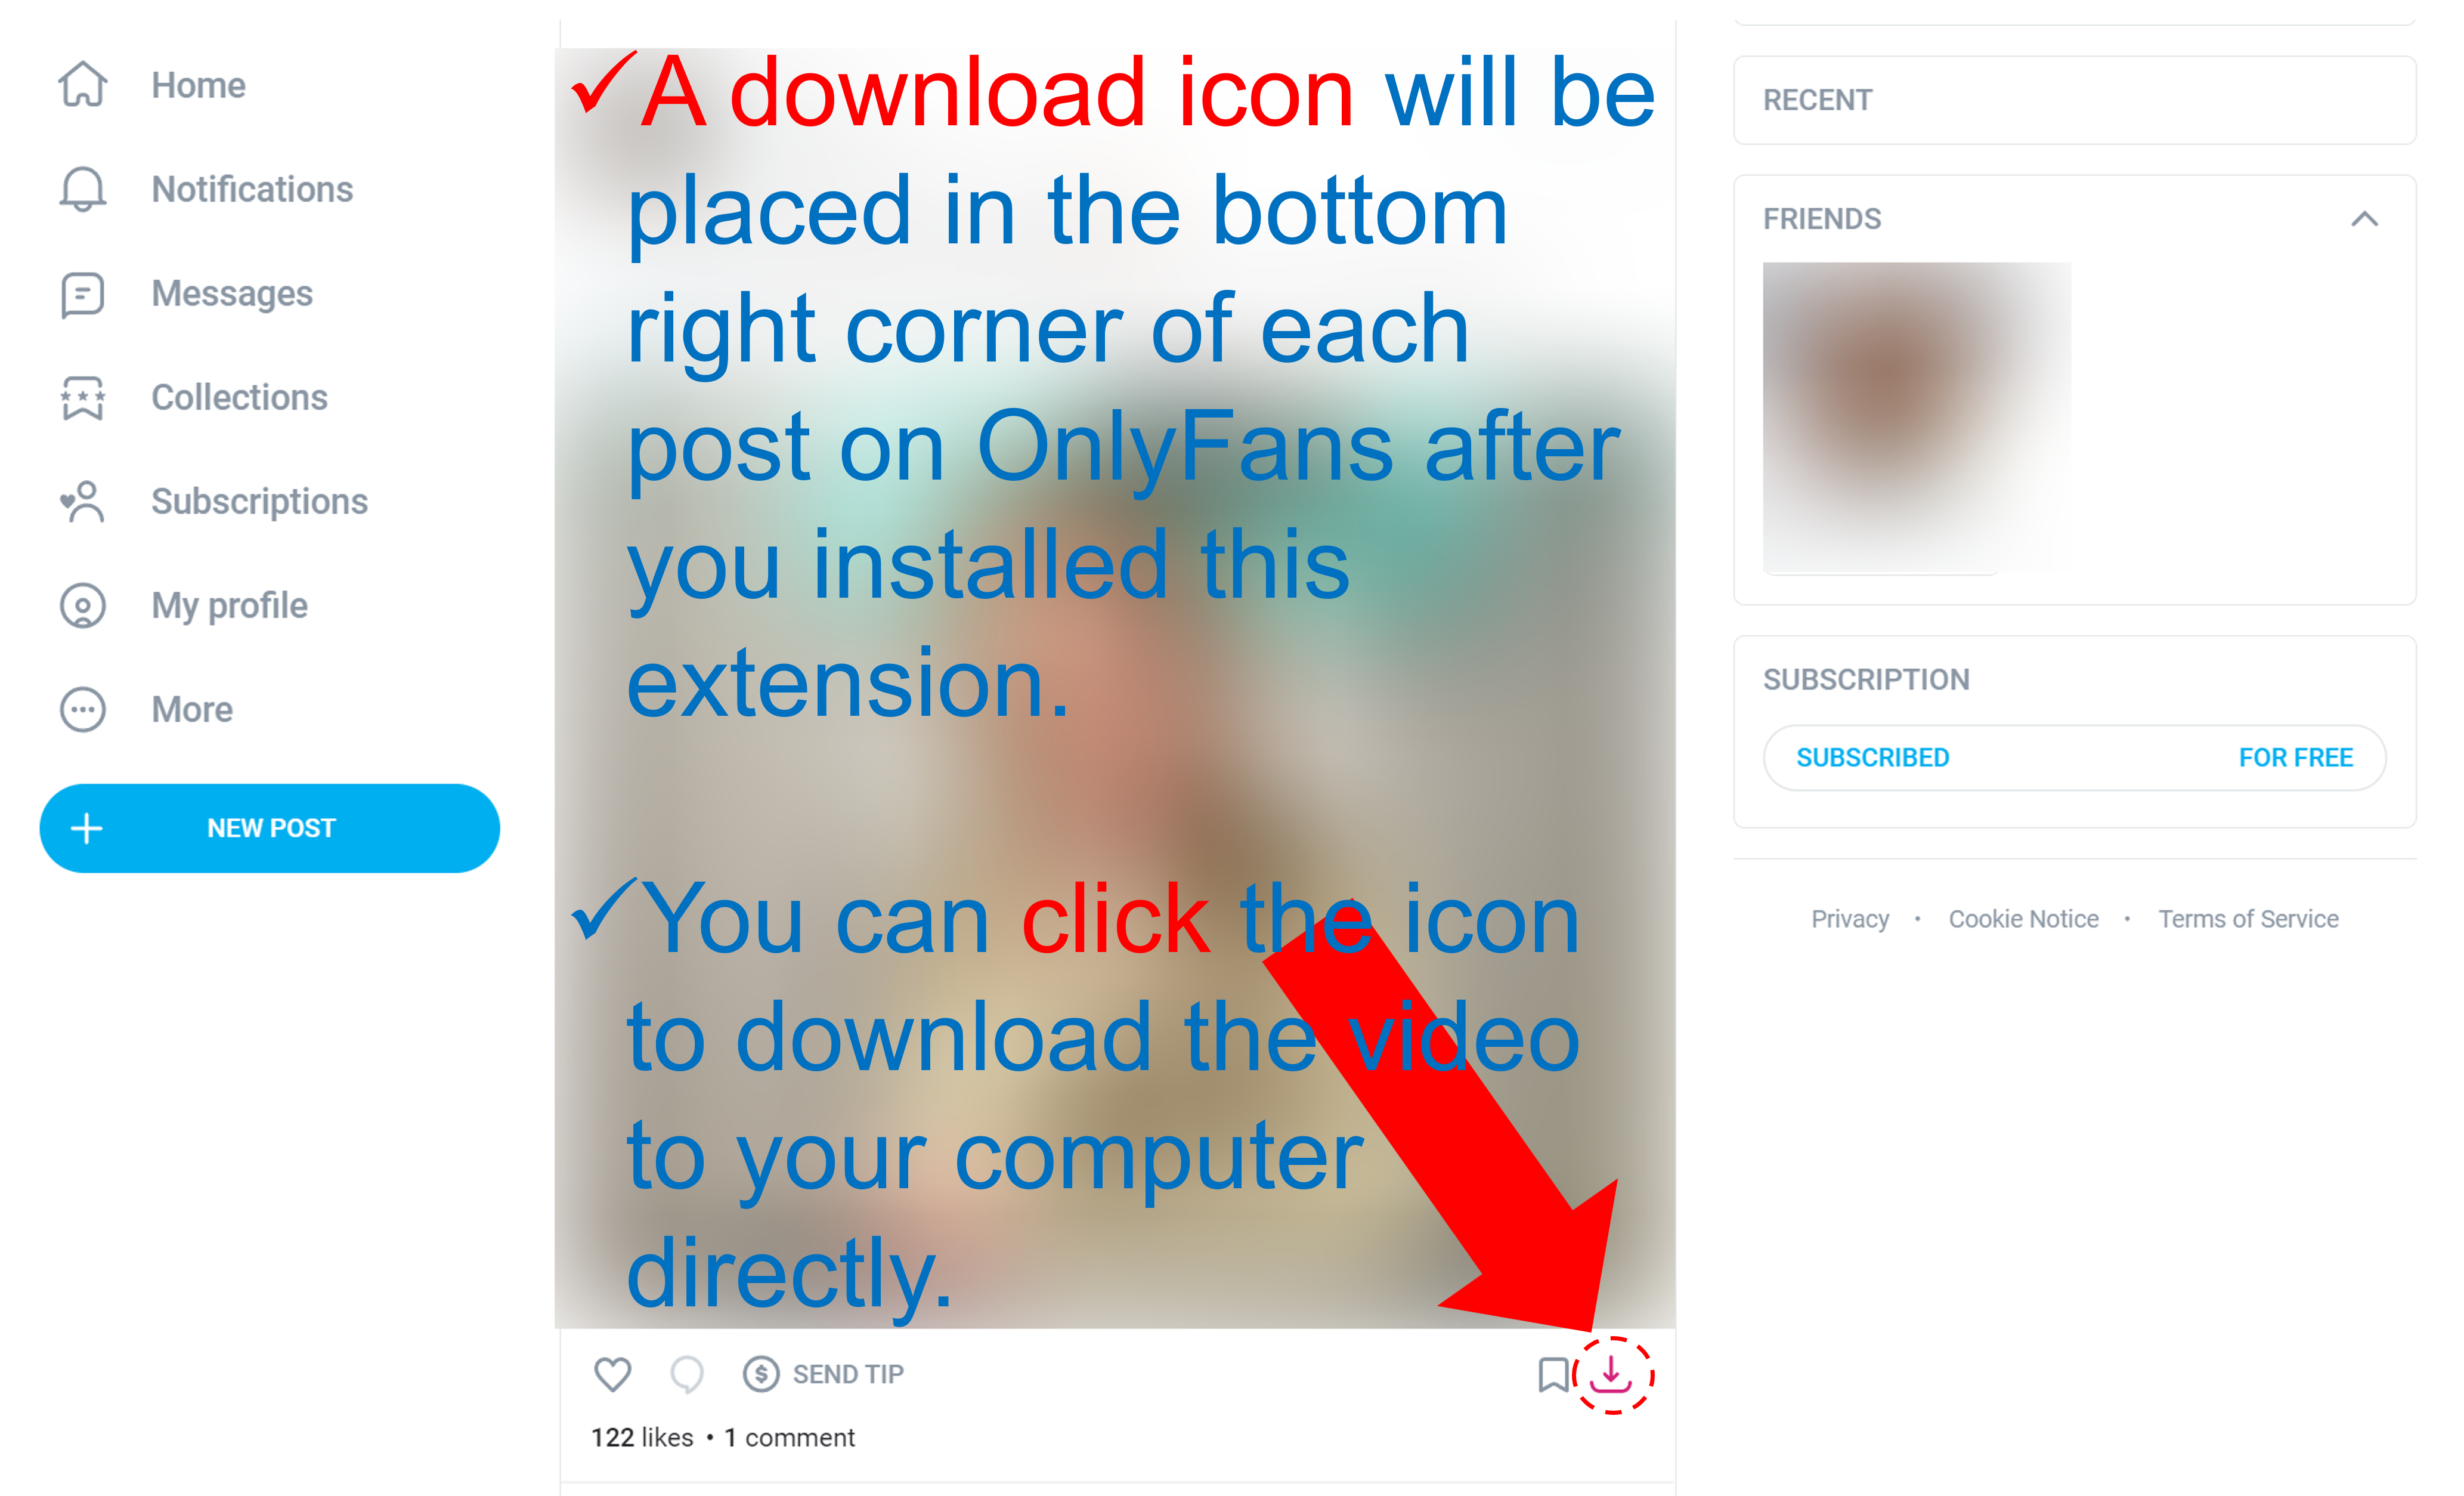 Home
Notifications
Messages
Collections
Subscriptions
My profile
More
NEW POST
✓A download icon will be
placed in the bottom
right corner of each
post on OnlyFans after
you installed this
extension.
✓You can click the icon
to download the video
to your computer
directly.
SEND TIP
122 likes • 1 comment
RECENT
FRIENDS
SUBSCRIPTION
SUBSCRIBED FOR FREE
Privacy • Cookie Notice • Terms of Service